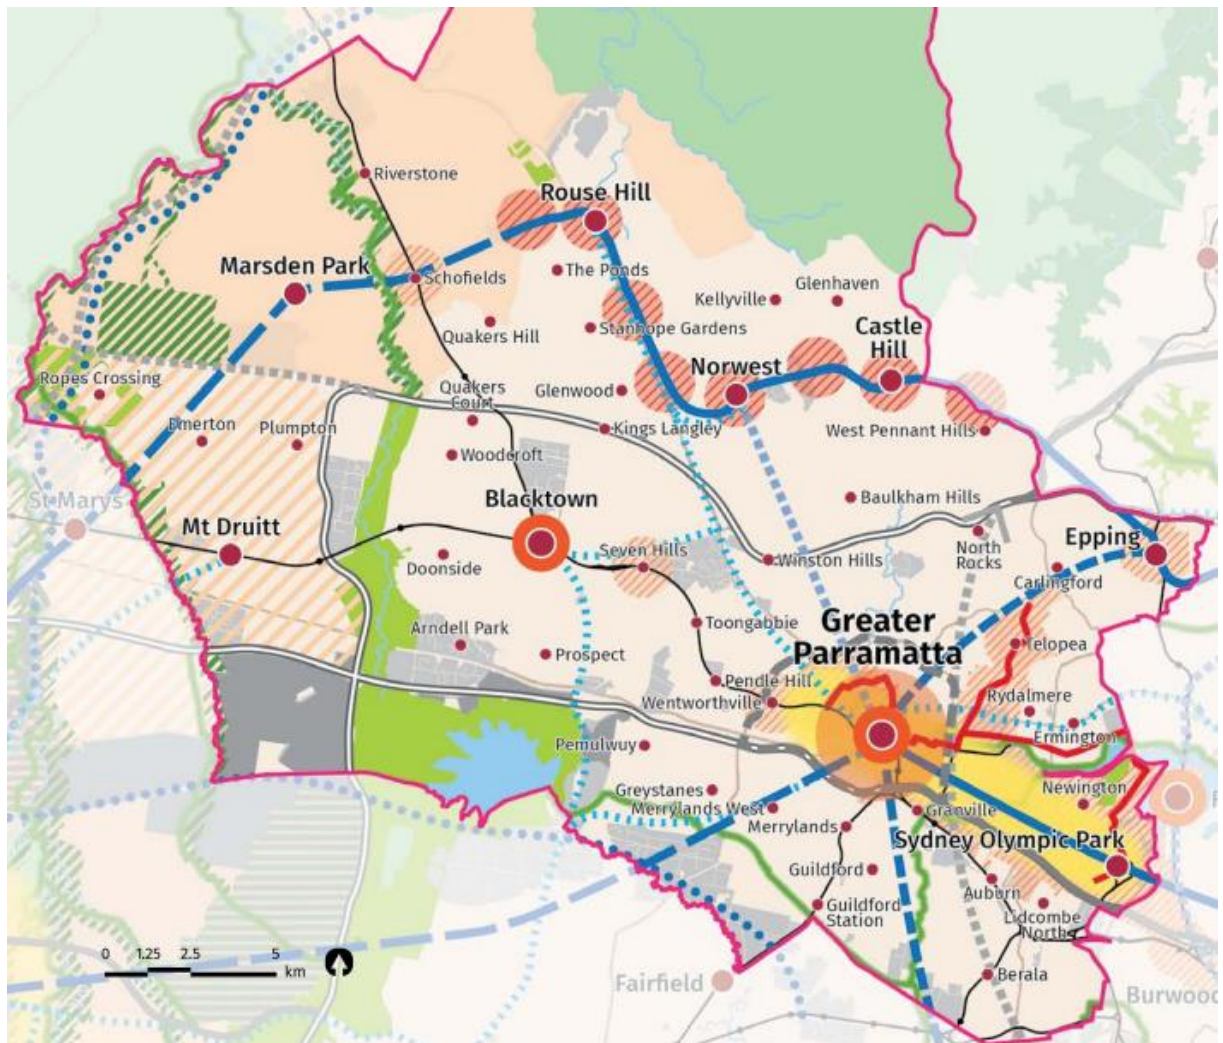 Riverstone
Rouse Hill
Marsden Park
Schofields
The Ponds
Kellyville
Glenhaven
Quakers Hill
Stanhope Gardens
Castle
Hill
Norwest
Ropes Crossing
Quakers
Court
Glenwood
Emerton
Plumpton
Kings Langley
West Pennant Hills
Woodcroft
St Marys
Blacktown
Baulkham Hills
Mt Druitt
Seven Hills
North
Rocks
Epping
Doonside
Winston Hills
Carlingford
Greater
Parramatta
Arndell Park
Toongabbie
Telopea
Prospect
Pendle Hill
Wentworthville
Rydalmere
Pemulwuy
Ermington
Greystanes
Newington
Merrylands West
Granville
Merrylands
Sydney Olympic Park
Guildford
Auburn
Guildford
Station
Lidcombe
North
0 1.25 2.5 5
km
Fairfield
Berala
Burwood